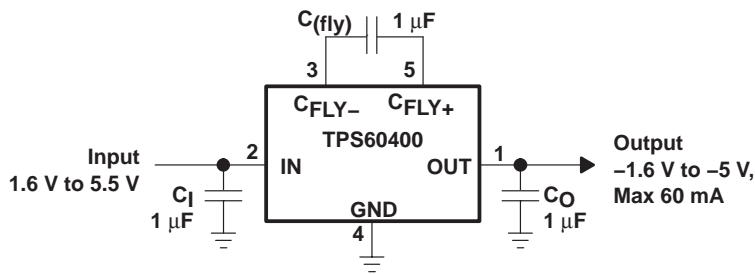 C(fly) 1 μF
3 5
CFLY− CFLY+
TPS60400
Input
1.6 V to 5.5 V
2 IN
OUT 1
Output
−1.6 V to −5 V,
Max 60 mA
CI
1 μF
GND
4
CO
1 μF